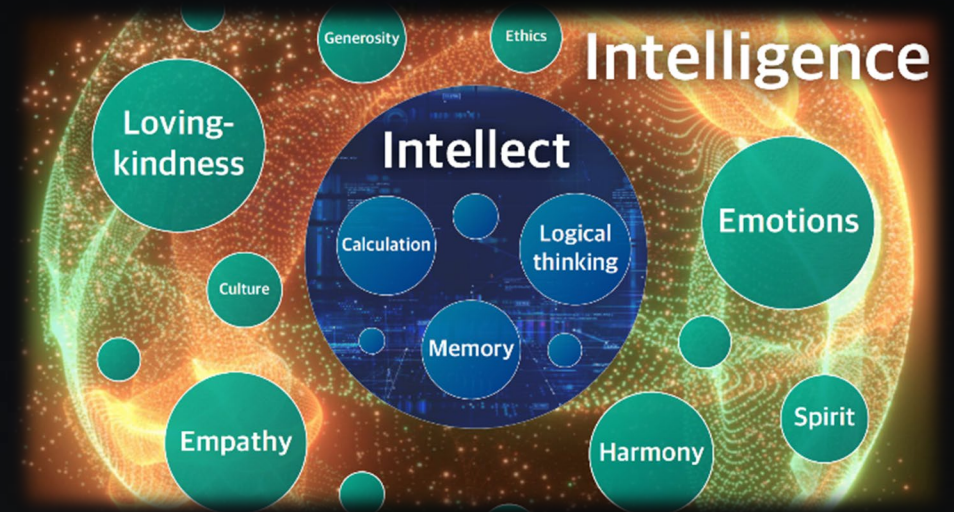 Generosity
Ethics
Intelligence
Loving-
kindness
Intellect
Calculation
Logical
thinking
Emotions
Culture
Memory
Empathy
Harmony
Spirit